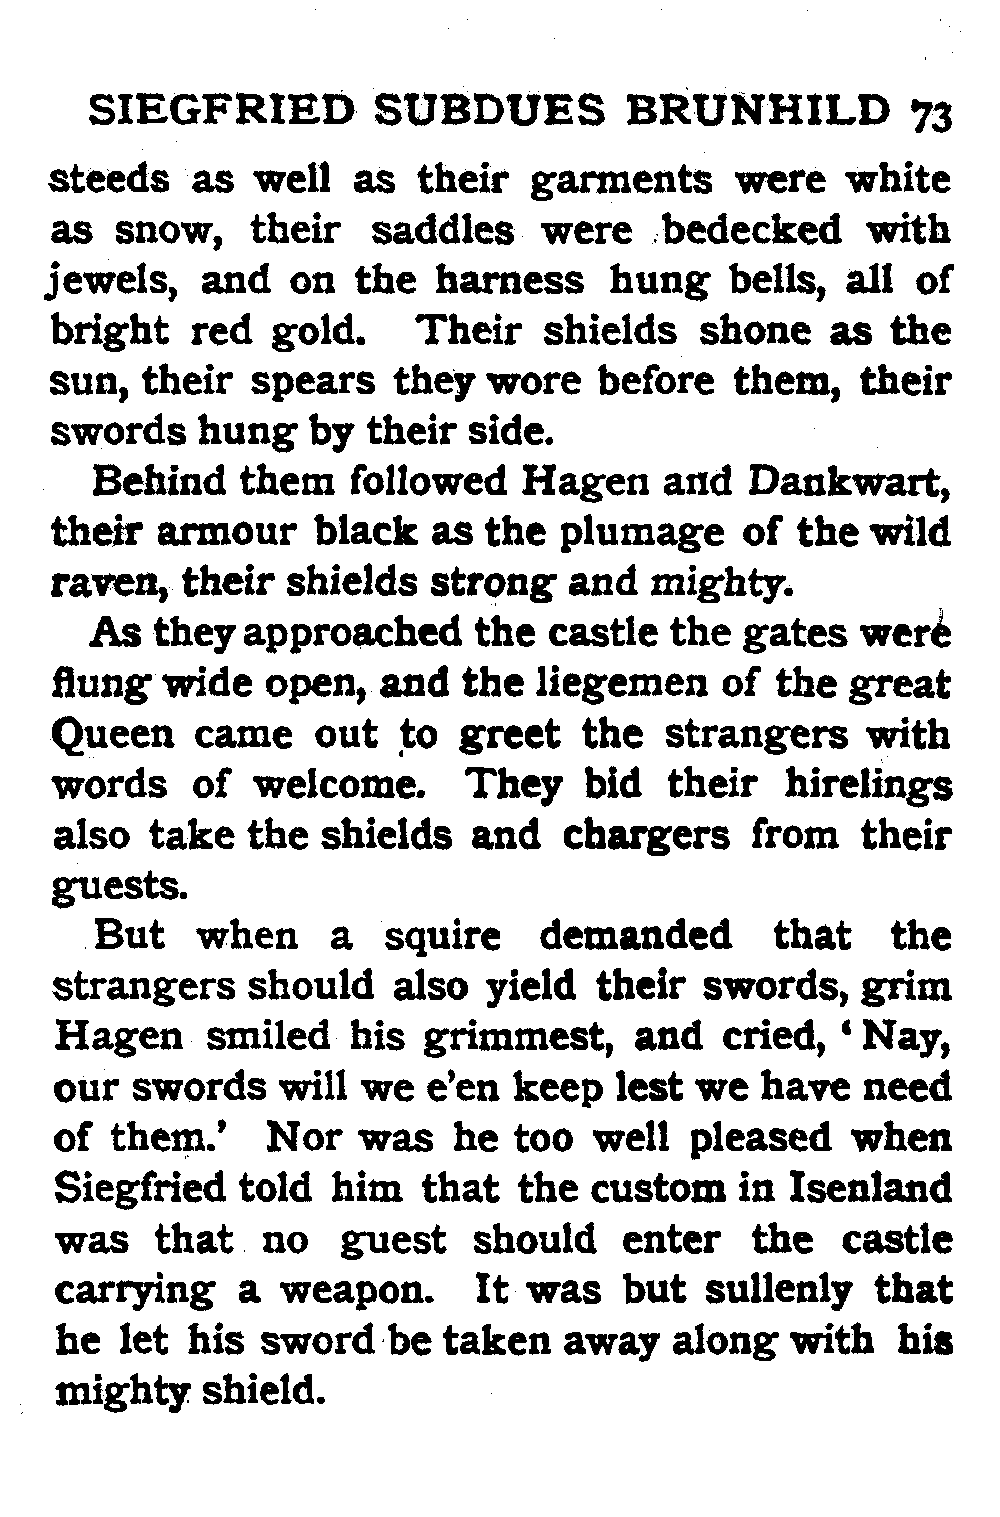 SIEGFRIED SUBDUES BRUNHILD 73
steeds as well as their garments were white
as snow, their saddles were bedecked with
jewels, and on the harness hung bells, all of
bright red gold. Their shields shone as the
sun, their spears they wore before them, their
swords hung by their side.
Behind them followed Hagen and Dankwart,
their armour black as the plumage of the wild
raven, their shields strong and mighty.
As they approached the castle the gates were
flung wide open, and the liegemen of the great
Queen came out to greet the strangers with
words of welcome. They bid their hirelings
also take the shields and chargers from their
guests.
But when a squire demanded that the
strangers should also yield their swords, grim
Hagen smiled his grimmest, and cried, ‘Nay,
our swords will we e’en keep lest we have need
of them.’ Nor was he too well pleased when
Siegfried told him that the custom in Isenland
was that no guest should enter the castle
carrying a weapon. It was but sullenly that
he let his sword be taken away along with his
mighty shield.